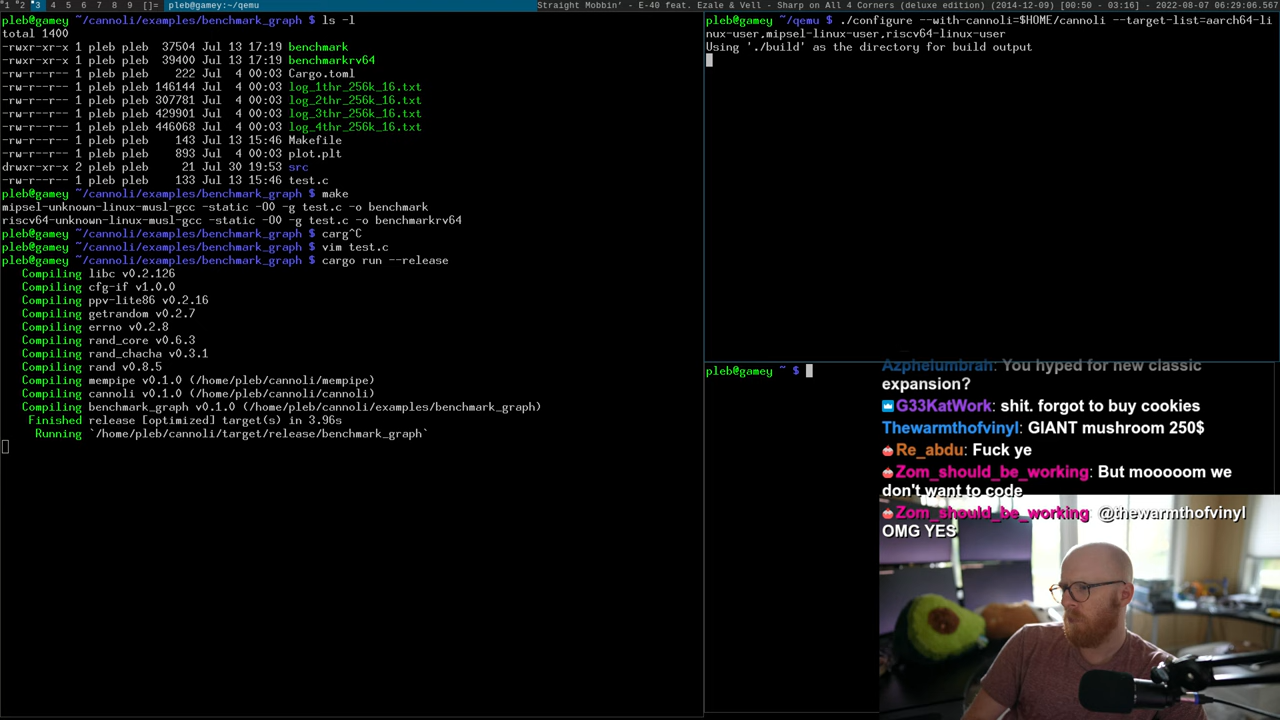 1 2 3 4 5 6 7 8 9 []= pleb@gamey:~/qemu Straight Mobbin' - E-40 feat. Ezale & Vell - Sharp on All 4 Corners (deluxe edition) (2014-12-09) [00:50 - 03:16] - 2022-08-07 06:29:06.567
pleb@gamey ~/cannoli/examples/benchmark_graph $ ls -l
total 1400
-rwxr-xr-x 1 pleb pleb 37504 Jul 13 17:19 benchmark
-rwxr-xr-x 1 pleb pleb 39400 Jul 13 17:19 benchmarkrv64
-rw-r--r-- 1 pleb pleb 222 Jul 4 00:03 Cargo.toml
-rw-r--r-- 1 pleb pleb 146144 Jul 4 00:03 log_1thr_256k_16.txt
-rw-r--r-- 1 pleb pleb 307781 Jul 4 00:03 log_2thr_256k_16.txt
-rw-r--r-- 1 pleb pleb 429901 Jul 4 00:03 log_3thr_256k_16.txt
-rw-r--r-- 1 pleb pleb 446068 Jul 4 00:03 log_4thr_256k_16.txt
-rw-r--r-- 1 pleb pleb 143 Jul 13 15:46 Makefile
-rw-r--r-- 1 pleb pleb 893 Jul 4 00:03 plot.plt
drwxr-xr-x 2 pleb pleb 21 Jul 30 19:53 src
-rw-r--r-- 1 pleb pleb 133 Jul 13 15:46 test.c
pleb@gamey ~/cannoli/examples/benchmark_graph $ make
mipsel-unknown-linux-musl-gcc -static -O0 -g test.c -o benchmark
riscv64-unknown-linux-musl-gcc -static -O0 -g test.c -o benchmarkrv64
pleb@gamey ~/cannoli/examples/benchmark_graph $ carg^C
pleb@gamey ~/cannoli/examples/benchmark_graph $ vim test.c
pleb@gamey ~/cannoli/examples/benchmark_graph $ cargo run --release
Compiling libc v0.2.126
Compiling cfg-if v1.0.0
Compiling ppv-lite86 v0.2.16
Compiling getrandom v0.2.7
Compiling errno v0.2.8
Compiling rand_core v0.6.3
Compiling rand_chacha v0.3.1
Compiling rand v0.8.5
Compiling mempipe v0.1.0 (/home/pleb/cannoli/mempipe)
Compiling cannoli v0.1.0 (/home/pleb/cannoli/cannoli)
Compiling benchmark_graph v0.1.0 (/home/pleb/cannoli/examples/benchmark_graph)
Finished release [optimized] target(s) in 3.96s
Running `/home/pleb/cannoli/target/release/benchmark_graph`
pleb@gamey ~/qemu $ ./configure --with-cannoli=$HOME/cannoli --target-list=aarch64-li
nux-user,mipsel-linux-user,riscv64-linux-user
Using './build' as the directory for build output
pleb@gamey ~ $
Azphelumbrah: You hyped for new classic
expansion?
G33KatWork: shit. forgot to buy cookies
Thewarmthofvinyl: GIANT mushroom 250$
Re_abdu: Fuck ye
Zom_should_be_working: But mooooom we
don't want to code
Zom_should_be_working @thewarmthofvinyl
OMG YES